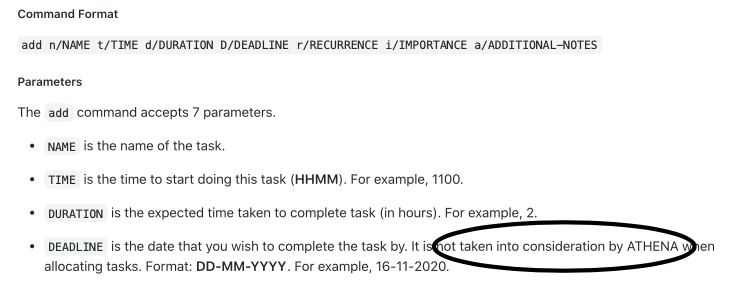 Command Format
add n/NAME t/TIME d/DURATION D/DEADLINE r/RECURRENCE i/IMPORTANCE a/ADDITIONAL-NOTES
Parameters
The add command accepts 7 parameters.
• NAME is the name of the task.
• TIME is the time to start doing this task (HHMM). For example, 1100.
• DURATION is the expected time taken to complete task (in hours). For example, 2.
• DEADLINE is the date that you wish to complete the task by. It is not taken into consideration by ATHENA when
allocating tasks. Format: DD-MM-YYYY. For example, 16-11-2020.